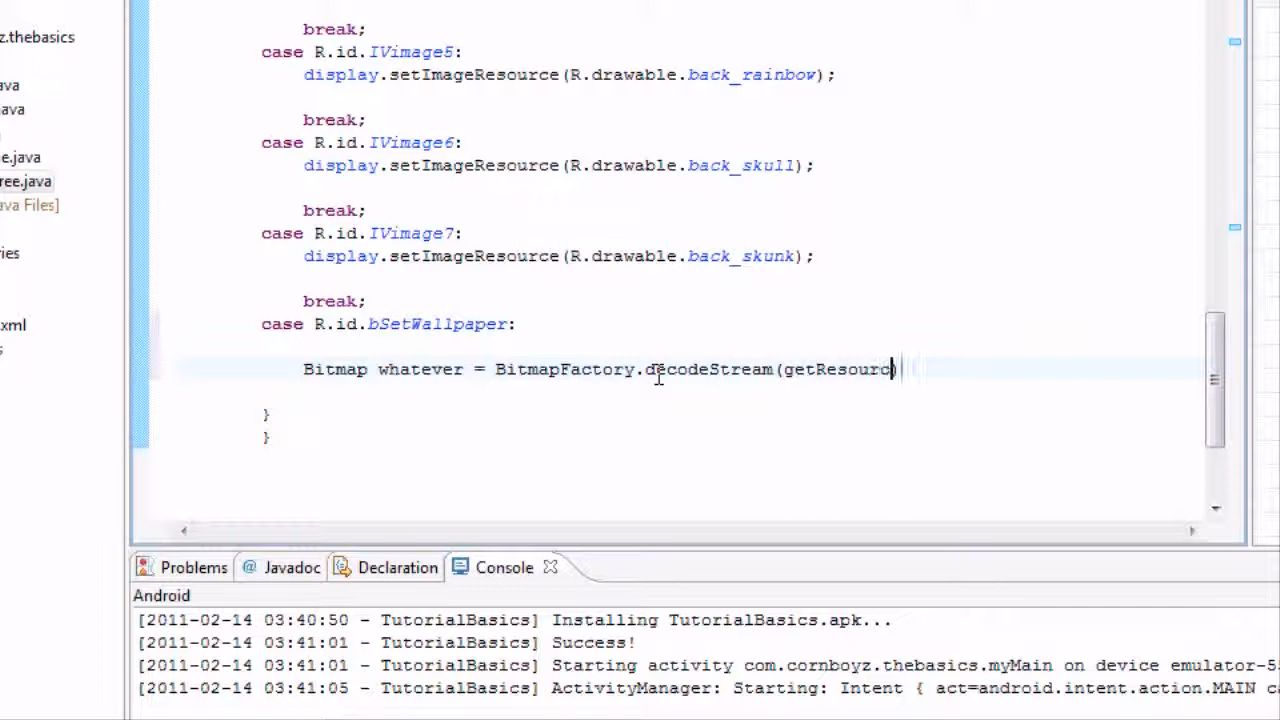 z.thebasics
ava
ava
e.java
ree.java
ava Files]
ries
xml
s
break;
case R.id.IVimage5:
display.setImageResource(R.drawable.back_rainbow);
break;
case R.id.IVimage6:
display.setImageResource(R.drawable.back_skull);
break;
case R.id.IVimage7:
display.setImageResource(R.drawable.back_skunk);
break;
case R.id.bSetWallpaper:
Bitmap whatever = BitmapFactory.decodeStream(getResourc)
}
}
Problems @ Javadoc Declaration Console
Android
[2011-02-14 03:40:50 - TutorialBasics] Installing TutorialBasics.apk...
[2011-02-14 03:41:01 - TutorialBasics] Success!
[2011-02-14 03:41:01 - TutorialBasics] Starting activity com.cornboyz.thebasics.myMain on device emulator-5
[2011-02-14 03:41:05 - TutorialBasics] ActivityManager: Starting: Intent { act=android.intent.action.MAIN ca